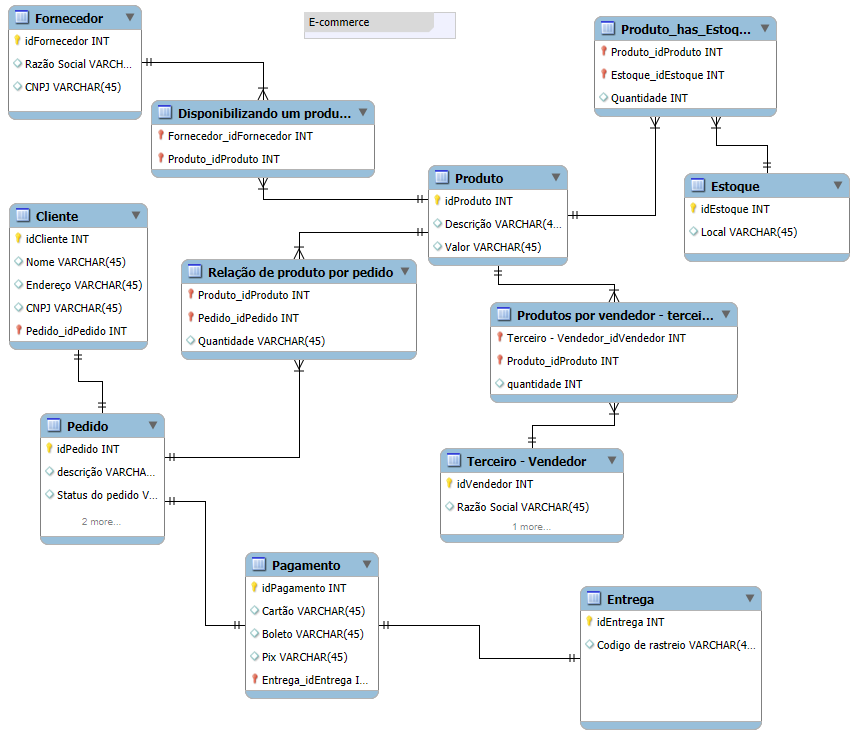 Fornecedor
idFornecedor INT
Razão Social VARCH...
CNPJ VARCHAR(45)
E-commerce
Produto_has_Estoq...
Produto_idProduto INT
Estoque_idEstoque INT
Quantidade INT
Disponibilizando um produ...
Fornecedor_idFornecedor INT
Produto_idProduto INT
Produto
idProduto INT
Descrição VARCHAR(4...
Valor VARCHAR(45)
Estoque
idEstoque INT
Local VARCHAR(45)
Cliente
idCliente INT
Nome VARCHAR(45)
Endereço VARCHAR(45)
CNPJ VARCHAR(45)
Pedido_idPedido INT
Relação de produto por pedido
Produto_idProduto INT
Pedido_idPedido INT
Quantidade VARCHAR(45)
Produtos por vendedor - tercei...
Terceiro - Vendedor_idVendedor INT
Produto_idProduto INT
quantidade INT
Pedido
idPedido INT
descrição VARCHA...
Status do pedido V...
2 more...
Terceiro - Vendedor
idVendedor INT
Razão Social VARCHAR(45)
1 more...
Pagamento
idPagamento INT
Cartão VARCHAR(45)
Boleto VARCHAR(45)
Pix VARCHAR(45)
Entrega_idEntrega I...
Entrega
idEntrega INT
Codigo de rastreio VARCHAR(4...